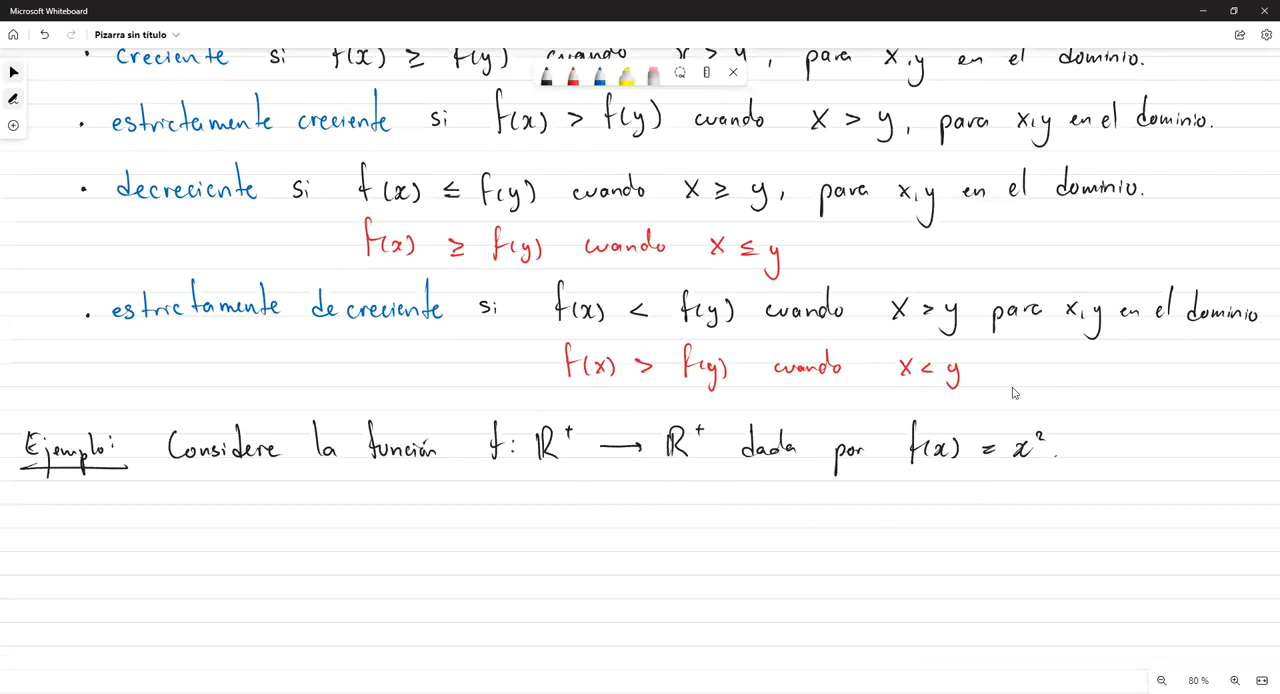 Microsoft Whiteboard
Pizarra sin título
• creciente si f(x) ≥ f(y) cuando x > y, para x, y en el dominio.
• estrictamente creciente si f(x) > f(y) cuando x > y, para x, y en el dominio.
• decreciente si f(x) ≤ f(y) cuando x ≥ y, para x, y en el dominio.
f(x) ≥ f(y) cuando x ≤ y
• estrictamente decreciente si f(x) < f(y) cuando x > y para x, y en el dominio
f(x) > f(y) cuando x < y
Ejemplo: Considere la función f: ℝ⁺ → ℝ⁺ dada por f(x) = x².
80 %